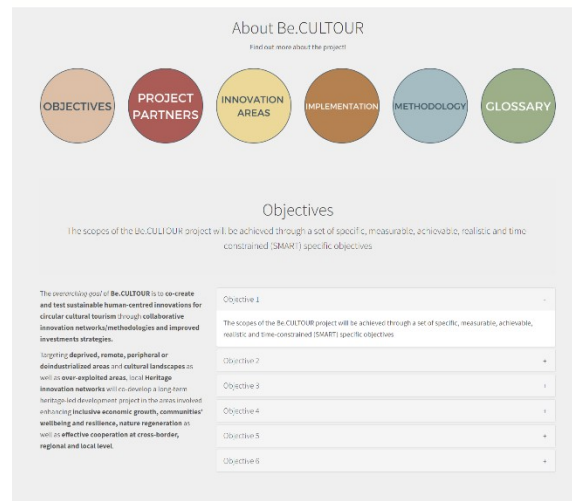 About Be.CULTOUR
Find out more about the project!
OBJECTIVES
PROJECT
PARTNERS
INNOVATION
AREAS
IMPLEMENTATION
METHODOLOGY
GLOSSARY
Objectives
The scopes of the Be.CULTOUR project will be achieved through a set of specific, measurable, achievable, realistic and time
constrained (SMART) specific objectives
The overarching goal of Be.CULTOUR is to co-create
and test sustainable human-centred innovations for
circular cultural tourism through collaborative
innovation networks/methodologies and improved
investments strategies.
Targeting deprived, remote, peripheral or
deindustrialized areas and cultural landscapes as
well as over-exploited areas, local Heritage
innovation networks will co-develop a long-term
heritage-led development project in the areas involved
enhancing inclusive economic growth, communities'
wellbeing and resilience, nature regeneration as
well as effective cooperation at cross-border,
regional and local level.
Objective 1 -
The scopes of the Be.CULTOUR project will be achieved through a set of specific, measurable, achievable,
realistic and time-constrained (SMART) specific objectives
Objective 2 +
Objective 3 +
Objective 4 +
Objective 5 +
Objective 6 +